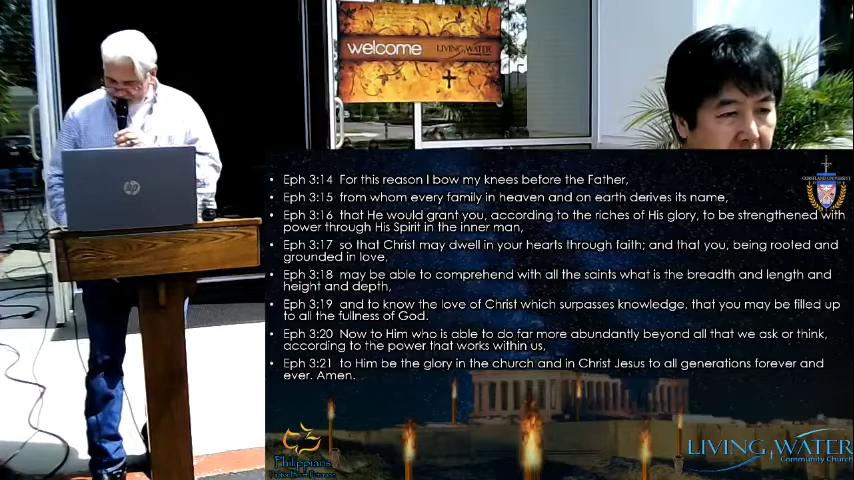 welcome
LIVING WATER
hp
CORTLAND UNIVERSITY
• Eph 3:14 For this reason I bow my knees before the Father,
• Eph 3:15 from whom every family in heaven and on earth derives its name,
• Eph 3:16 that He would grant you, according to the riches of His glory, to be strengthened with
power through His Spirit in the inner man,
• Eph 3:17 so that Christ may dwell in your hearts through faith; and that you, being rooted and
grounded in love,
• Eph 3:18 may be able to comprehend with all the saints what is the breadth and length and
height and depth,
• Eph 3:19 and to know the love of Christ which surpasses knowledge, that you may be filled up
to all the fullness of God.
• Eph 3:20 Now to Him who is able to do far more abundantly beyond all that we ask or think,
according to the power that works within us,
• Eph 3:21 to Him be the glory in the church and in Christ Jesus to all generations forever and
ever. Amen.
Philippians
LIVING WATER
Community Church